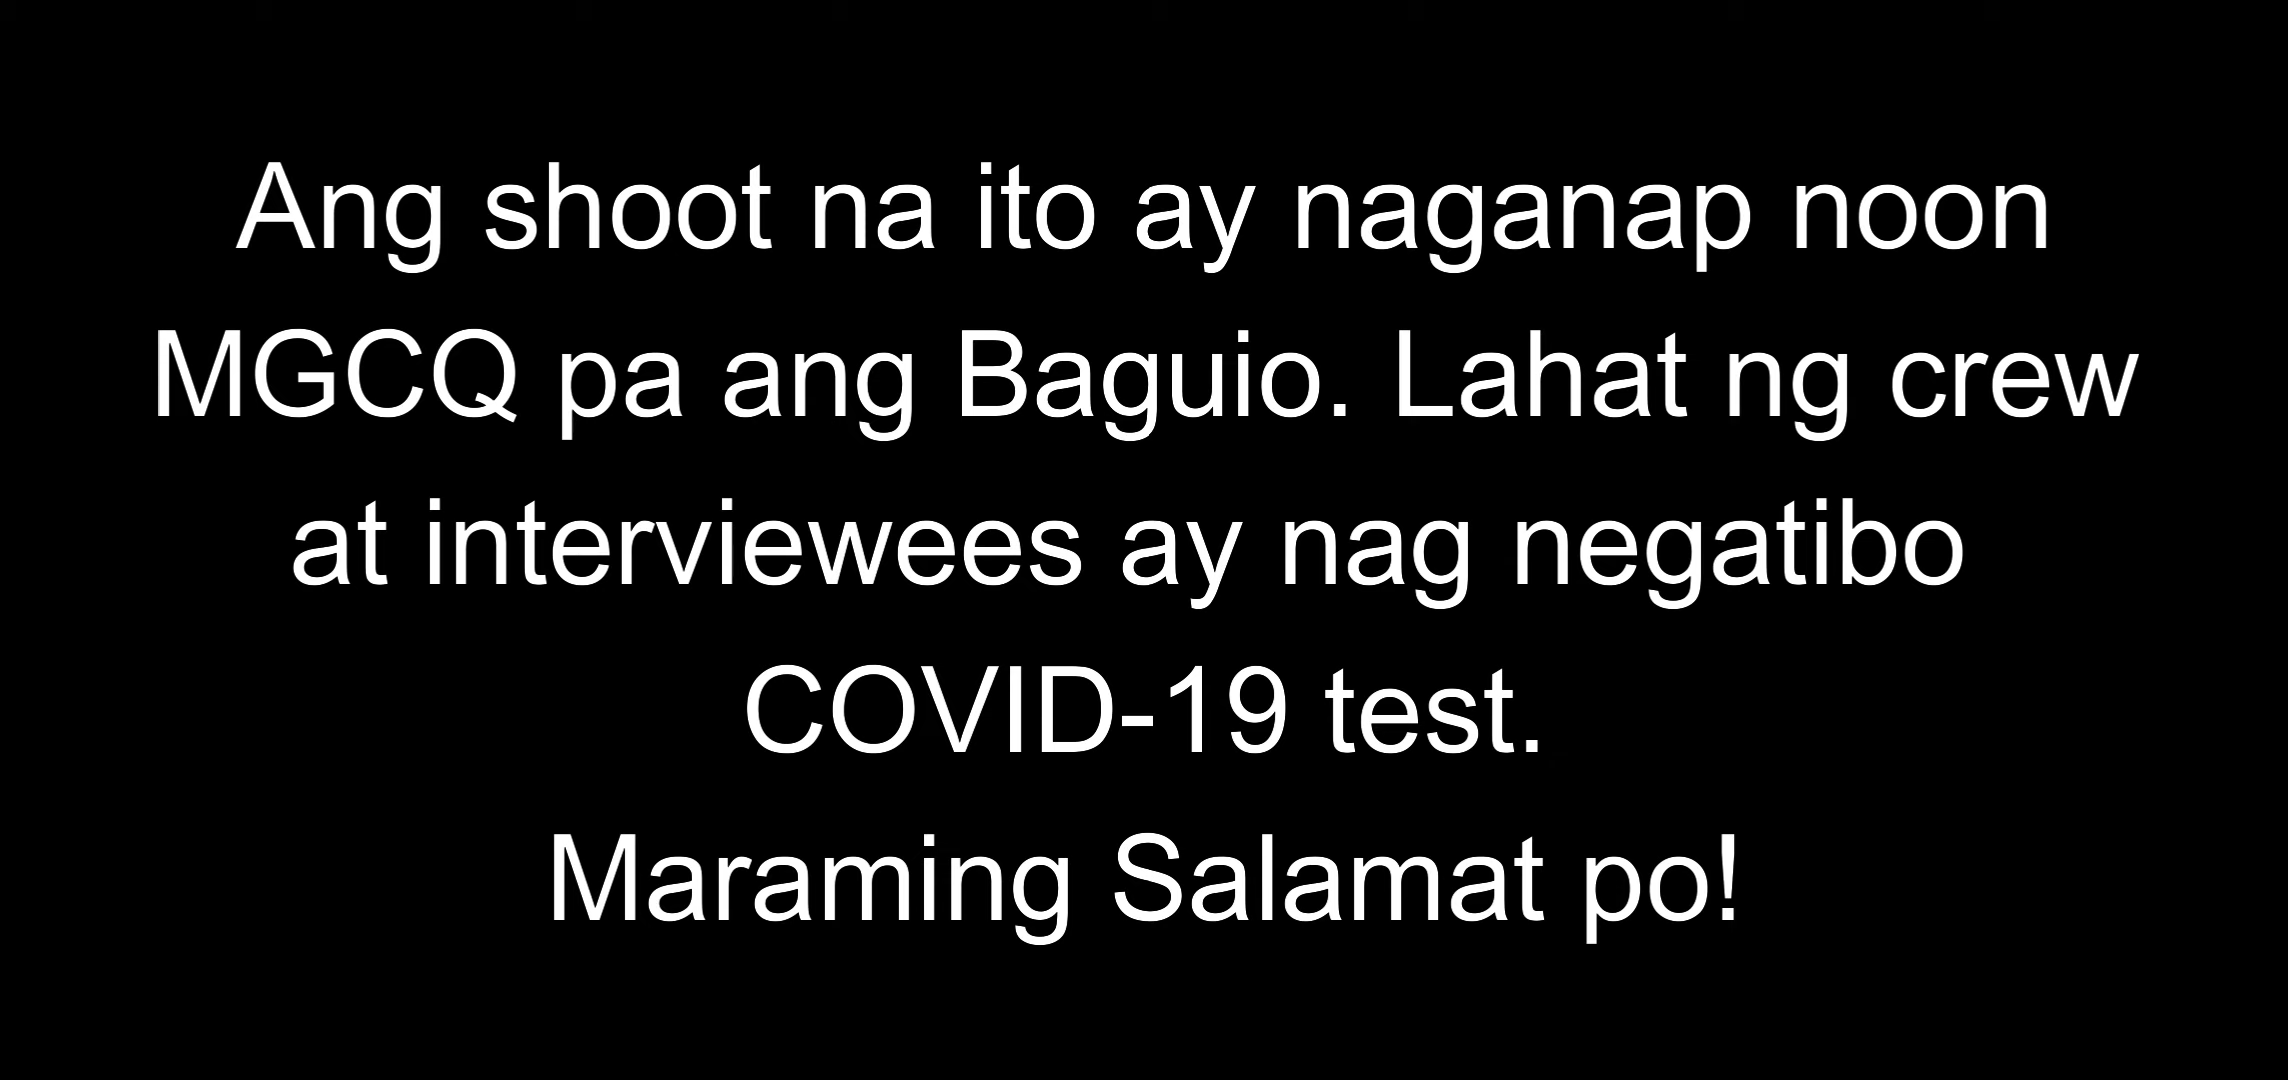 Ang shoot na ito ay naganap noon
MGCQ pa ang Baguio. Lahat ng crew
at interviewees ay nag negatibo
COVID-19 test.
Maraming Salamat po!